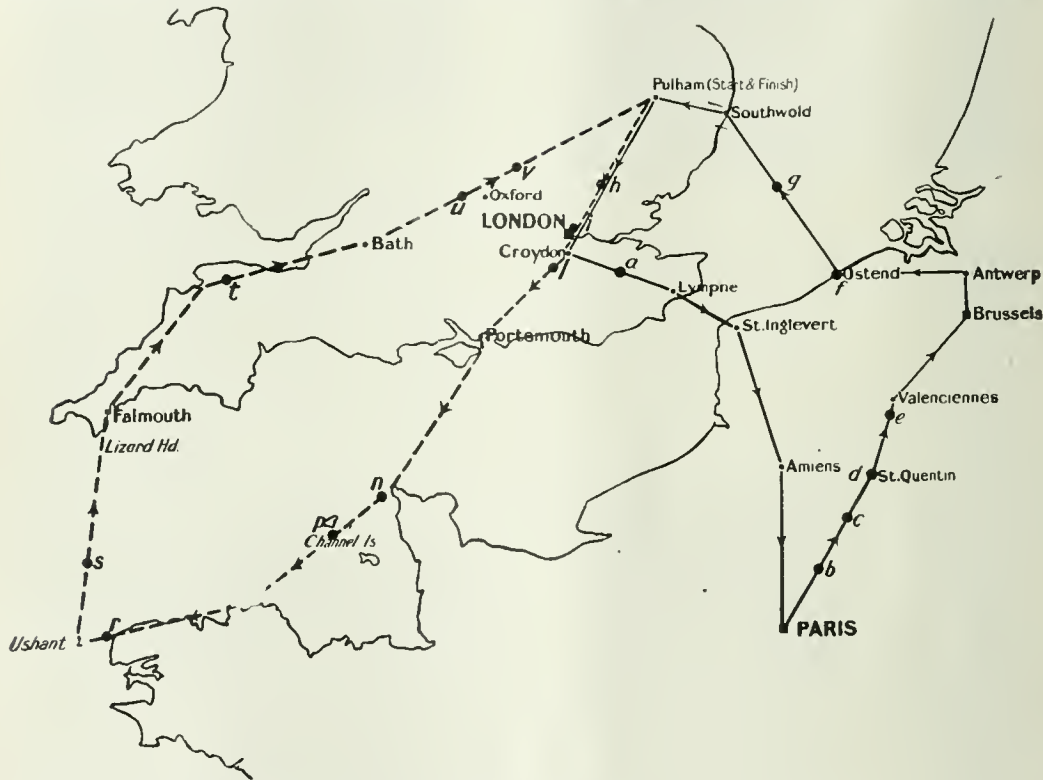 Pulham (Start & Finish)
Southwold
v
h
g
u
Oxford
LONDON
Bath
Croydon
a
t
Lympne
Ostend
f
Antwerp
Brussels
St. Inglevert
Portsmouth
Valenciennes
e
Falmouth
Lizard Hd.
Amiens
d
St. Quentin
n
p
c
Channel Is
s
b
r
Ushant
PARIS